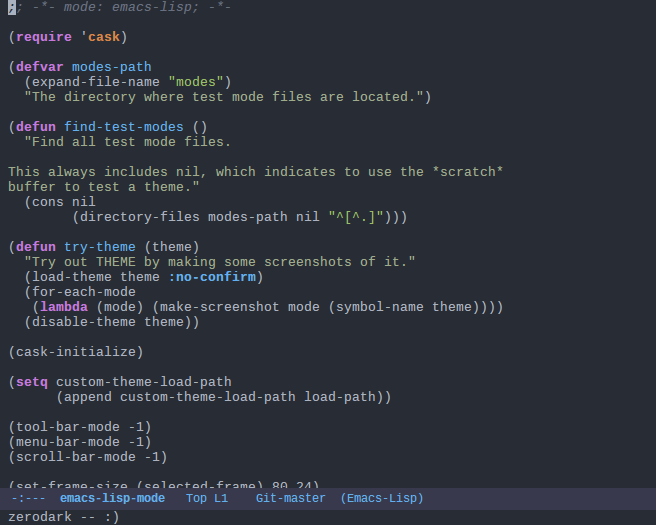 ;; -*- mode: emacs-lisp; -*-
(require 'cask)
(defvar modes-path
  (expand-file-name "modes")
  "The directory where test mode files are located.")
(defun find-test-modes ()
  "Find all test mode files.
This always includes nil, which indicates to use the *scratch*
buffer to test a theme."
  (cons nil
        (directory-files modes-path nil "^[^.]")))
(defun try-theme (theme)
  "Try out THEME by making some screenshots of it."
  (load-theme theme :no-confirm)
  (for-each-mode
   (lambda (mode) (make-screenshot mode (symbol-name theme))))
  (disable-theme theme))
(cask-initialize)
(setq custom-theme-load-path
      (append custom-theme-load-path load-path))
(tool-bar-mode -1)
(menu-bar-mode -1)
(scroll-bar-mode -1)
(set-frame-size (selected-frame) 80 24)
-:---  emacs-lisp-mode   Top L1    Git-master  (Emacs-Lisp)
zerodark -- :)